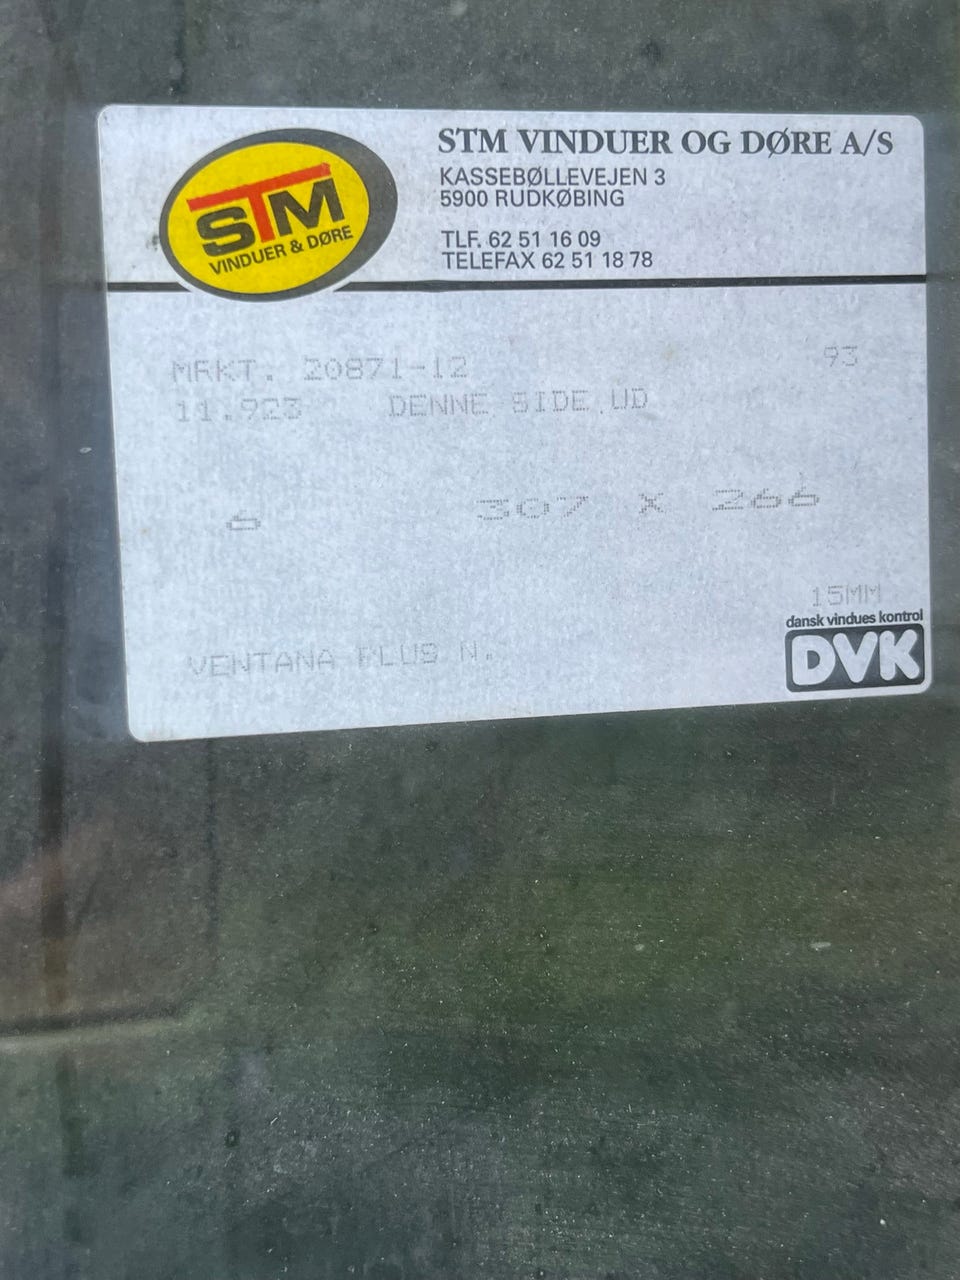 STM
VINDUER & DØRE
STM VINDUER OG DØRE A/S
KASSEBØLLEVEJEN 3
5900 RUDKØBING
TLF. 62 51 16 09
TELEFAX 62 51 18 78
MRKT. 20871-12 93
11.923 DENNE SIDE UD
6 307 X 266
15MM
dansk vindues kontrol
DVK
VENTANA PLUS N.